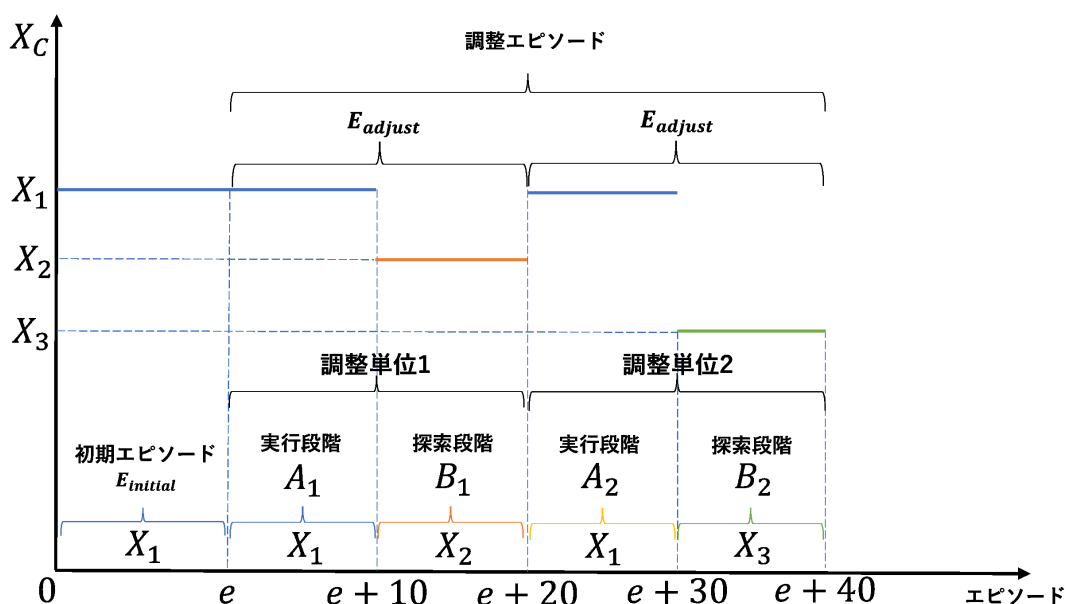 X_C
調整エピソード
E_adjust
E_adjust
X_1
X_2
X_3
調整単位1
調整単位2
初期エピソード
E_initial
実行段階
A_1
探索段階
B_1
実行段階
A_2
探索段階
B_2
X_1
X_1
X_2
X_1
X_3
0
e
e + 10
e + 20
e + 30
e + 40
エピソード